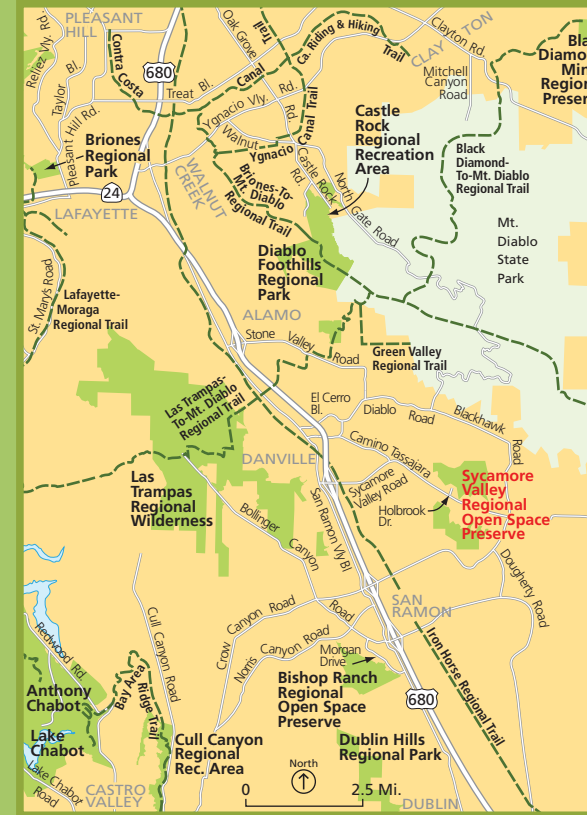 PLEASANT
HILL
Reliez Vly. Rd.
Taylor Bl.
Pleasant Hill Rd.
Contra Costa
Canal
Trail
680
Treat Bl.
Oak Grove
Rd.
Ca. Riding & Hiking
Trail
Clayton Rd.
CLAYTON
Mitchell
Canyon
Road
Bla
Diamo
Min
Region
Preser
Ygnacio Vly. Rd.
Walnut
Ygnacio
Canal Trail
Castle
Rock
Regional
Recreation
Area
Briones
Regional
Park
24
LAFAYETTE
WALNUT
CREEK
Briones-To-
Mt. Diablo
Regional Trail
Castle Rock
Rd.
North
Gate Road
Black
Diamond-
To-Mt. Diablo
Regional Trail
Mt.
Diablo
State
Park
Diablo
Foothills
Regional
Park
St. Mary's Road
Lafayette-
Moraga
Regional Trail
ALAMO
Stone Valley Road
Green Valley
Regional Trail
Las Trampas-
To-Mt. Diablo
Regional Trail
El Cerro
Bl.
Diablo Road
Blackhawk
Road
Camino Tassajara
DANVILLE
Sycamore
Valley Road
Holbrook
Dr.
Sycamore
Valley
Regional
Open Space
Preserve
Las
Trampas
Regional
Wilderness
Bollinger
Canyon
Road
San Ramon Vly Bl
Dougherty Road
SAN
RAMON
Crow Canyon Road
Norris Canyon Road
Cull Canyon Road
Morgan
Drive
Iron Horse Regional Trail
Redwood Rd
Bay Area
Ridge Trail
Anthony
Chabot
Lake
Chabot
Bishop Ranch
Regional
Open Space
Preserve
680
Cull Canyon
Regional
Rec. Area
Dublin Hills
Regional Park
Lake Chabot
Road
CASTRO
VALLEY
North
0 2.5 Mi.
DUBLIN